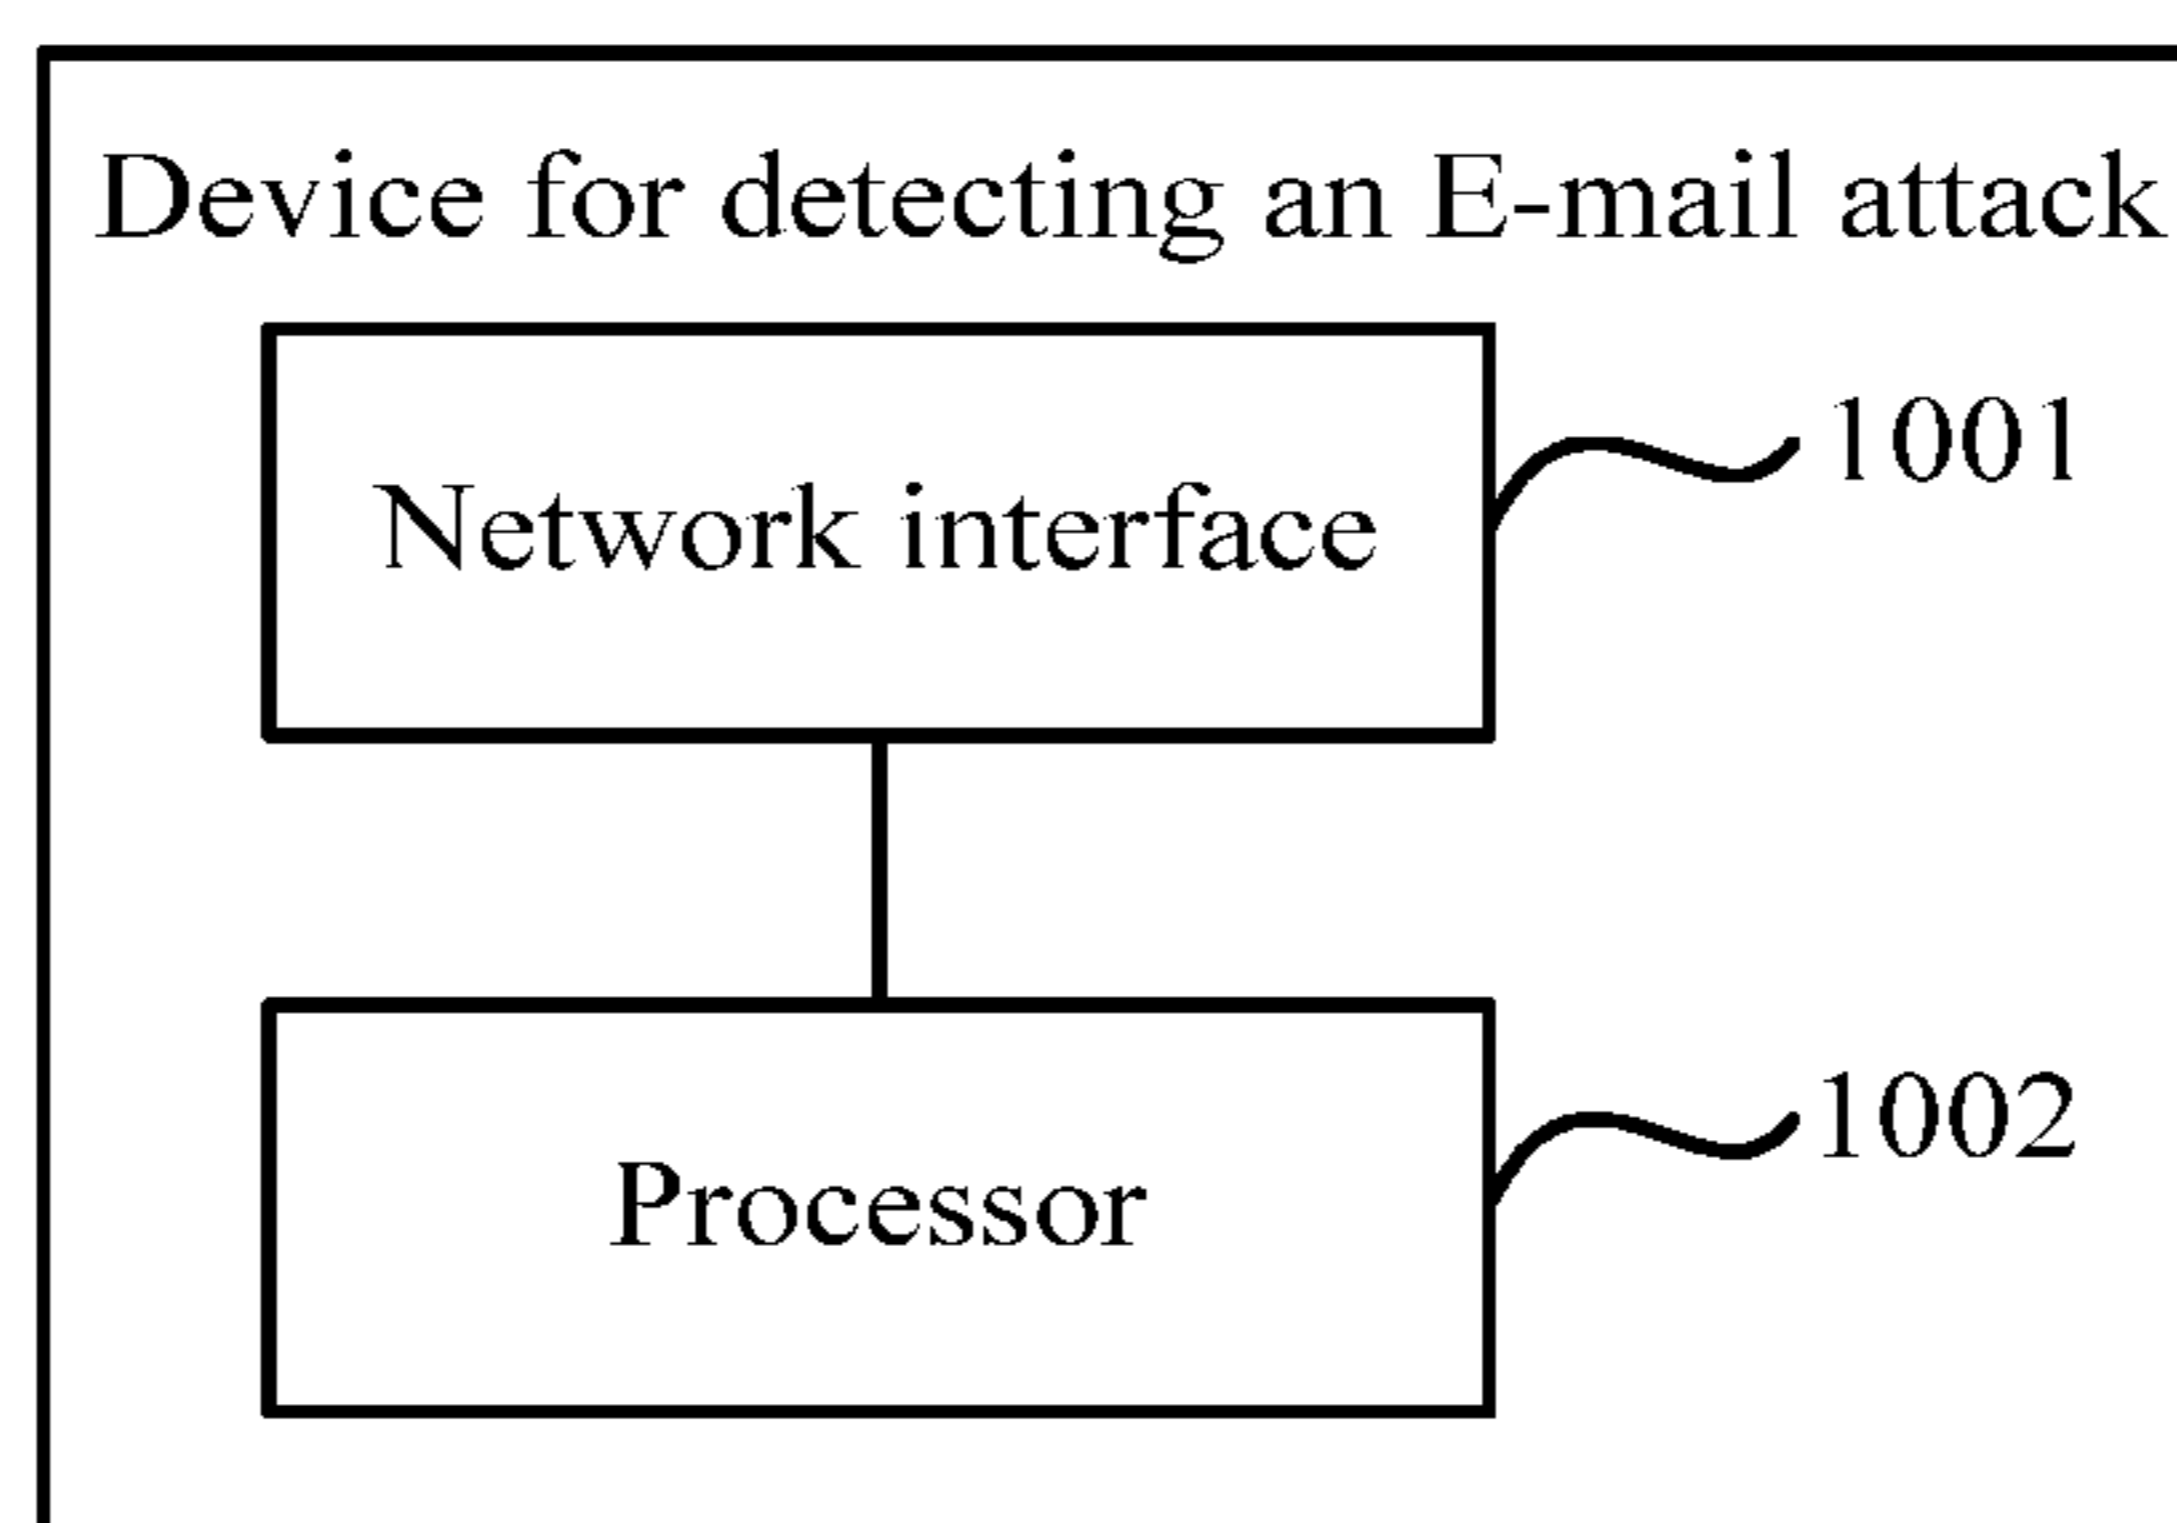 Device for detecting an E-mail attack
Network interface
1001
Processor
1002